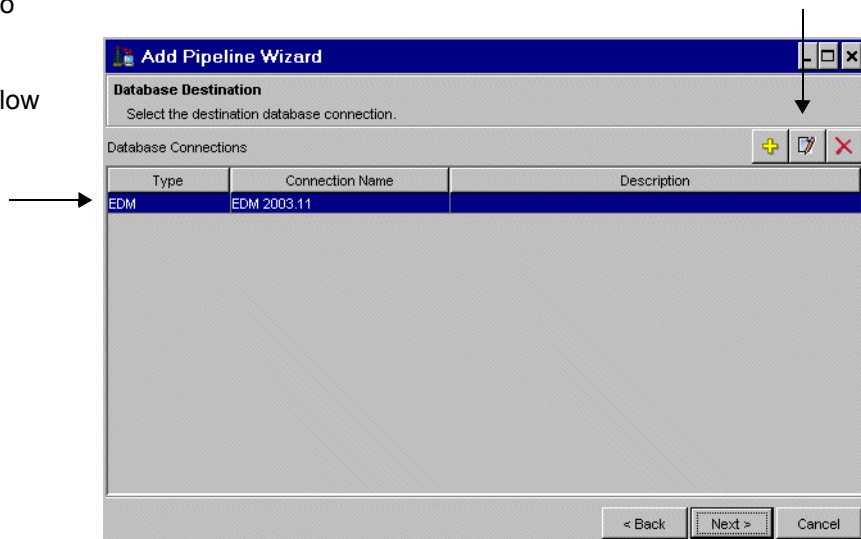 o
low
Add Pipeline Wizard
Database Destination
Select the destination database connection.
Database Connections
Type Connection Name Description
EDM EDM 2003.11
< Back Next > Cancel